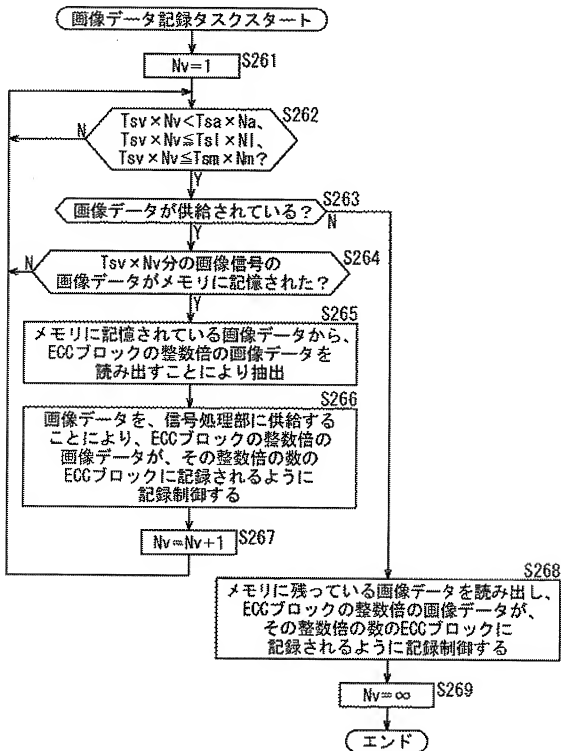 画像データ記録タスクスタート
Nv=1
S261
Tsv×Nv<Tsa×Na、
Tsv×Nv≦Tsl×Nl、
Tsv×Nv≦Tsm×Nm?
S262
N
Y
画像データが供給されている?
S263
N
Y
Tsv×Nv分の画像信号の
画像データがメモリに記憶された?
S264
N
Y
S265
メモリに記憶されている画像データから、
ECCブロックの整数倍の画像データを
読み出すことにより抽出
S266
画像データを、信号処理部に供給する
ことにより、ECCブロックの整数倍の
画像データが、その整数倍の数の
ECCブロックに記録されるように
記録制御する
Nv=Nv+1
S267
S268
メモリに残っている画像データを読み出し、
ECCブロックの整数倍の画像データが、
その整数倍の数のECCブロックに
記録されるように記録制御する
Nv=∞
S269
エンド